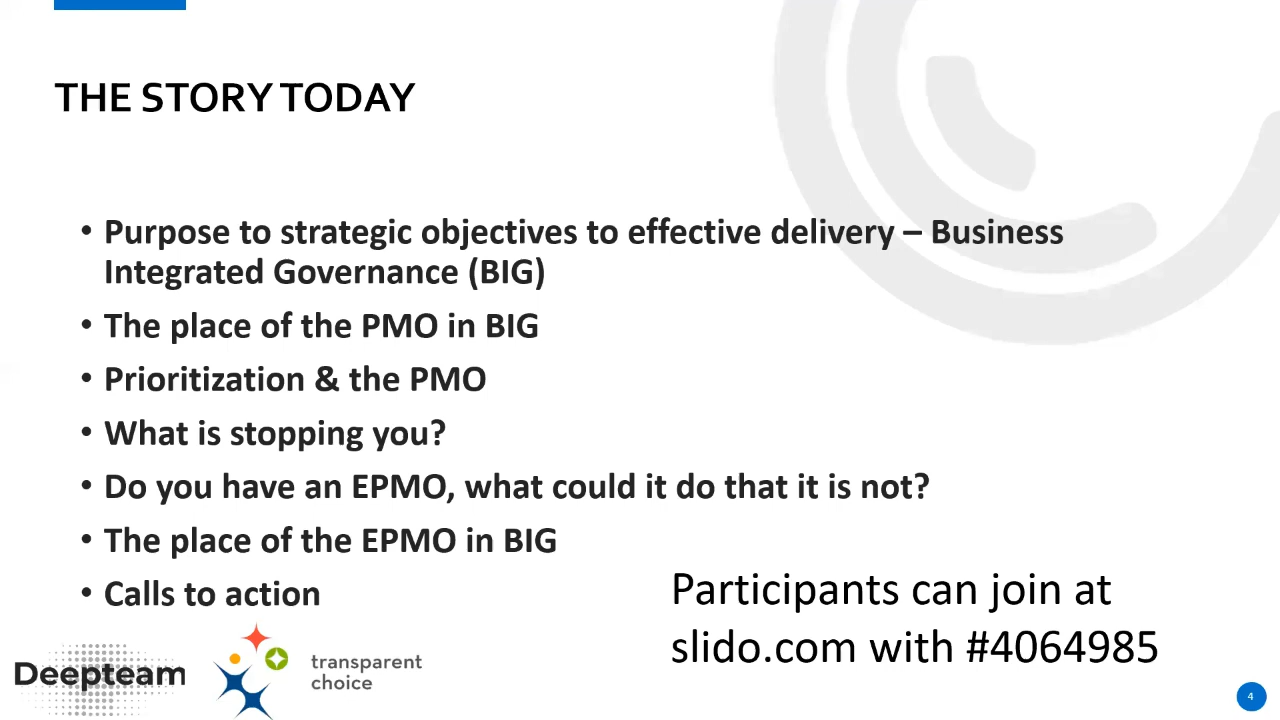 THE STORY TODAY
• Purpose to strategic objectives to effective delivery – Business
Integrated Governance (BIG)
• The place of the PMO in BIG
• Prioritization & the PMO
• What is stopping you?
• Do you have an EPMO, what could it do that it is not?
• The place of the EPMO in BIG
• Calls to action
Participants can join at
slido.com with #4064985
Deepteam
transparent
choice
4